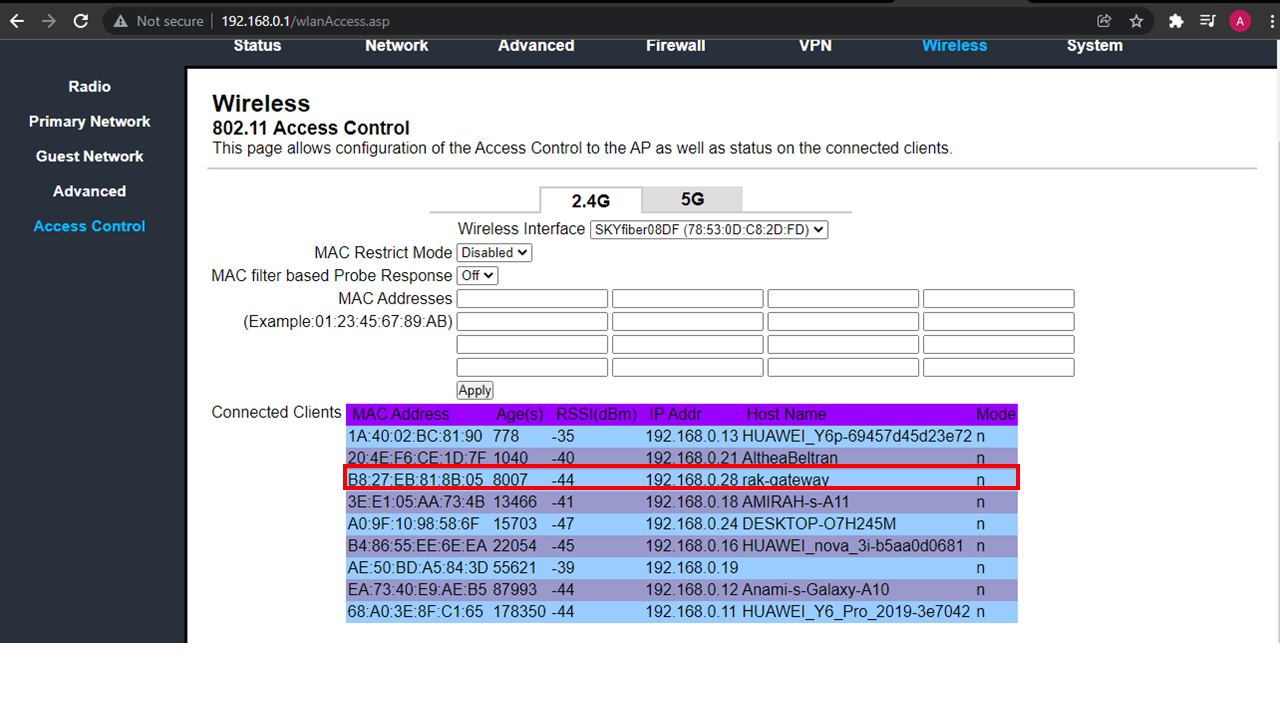 Not secure 192.168.0.1/wlanAccess.asp A
Status Network Advanced Firewall VPN Wireless System
Radio
Primary Network
Guest Network
Advanced
Access Control
Wireless
802.11 Access Control
This page allows configuration of the Access Control to the AP as well as status on the connected clients.
2.4G 5G
Wireless Interface SKYfiber08DF (78:53:0D:C8:2D:FD)
MAC Restrict Mode Disabled
MAC filter based Probe Response Off
MAC Addresses
(Example:01:23:45:67:89:AB)
Apply
Connected Clients MAC Address Age(s) RSSI(dBm) IP Addr Host Name Mode
1A:40:02:BC:81:90 778 -35 192.168.0.13 HUAWEI_Y6p-69457d45d23e72 n
20:4E:F6:CE:1D:7F 1040 -40 192.168.0.21 AltheaBeltran n
B8:27:EB:81:8B:05 8007 -44 192.168.0.28 rak-gateway n
3E:E1:05:AA:73:4B 13466 -41 192.168.0.18 AMIRAH-s-A11 n
A0:9F:10:98:58:6F 15703 -47 192.168.0.24 DESKTOP-O7H245M n
B4:86:55:EE:6E:EA 22054 -45 192.168.0.16 HUAWEI_nova_3i-b5aa0d0681 n
AE:50:BD:A5:84:3D 55621 -39 192.168.0.19 n
EA:73:40:E9:AE:B5 87993 -44 192.168.0.12 Anami-s-Galaxy-A10 n
68:A0:3E:8F:C1:65 178350 -44 192.168.0.11 HUAWEI_Y6_Pro_2019-3e7042 n